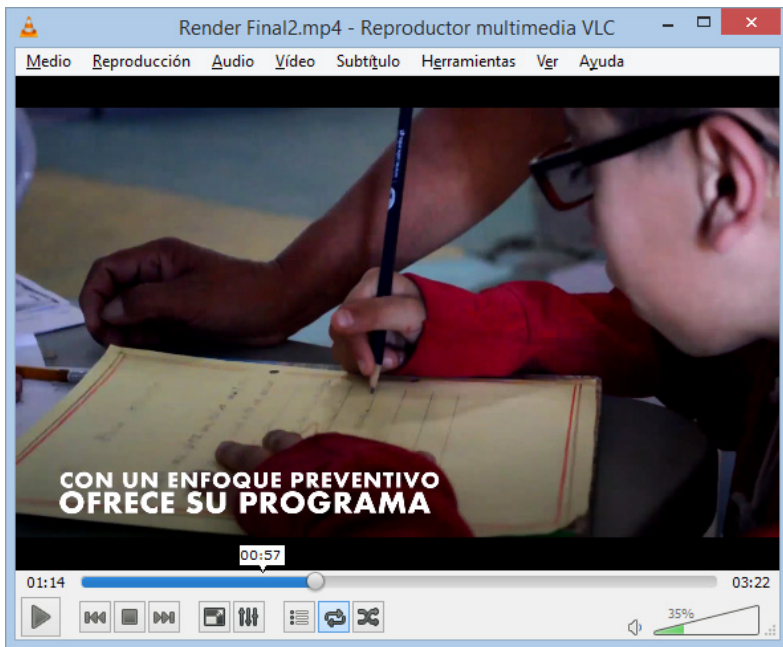 Render Final2.mp4 - Reproductor multimedia VLC
Medio Reproducción Audio Vídeo Subtítulo Herramientas Ver Ayuda
CON UN ENFOQUE PREVENTIVO
OFRECE SU PROGRAMA
00:57
01:14 03:22
35%